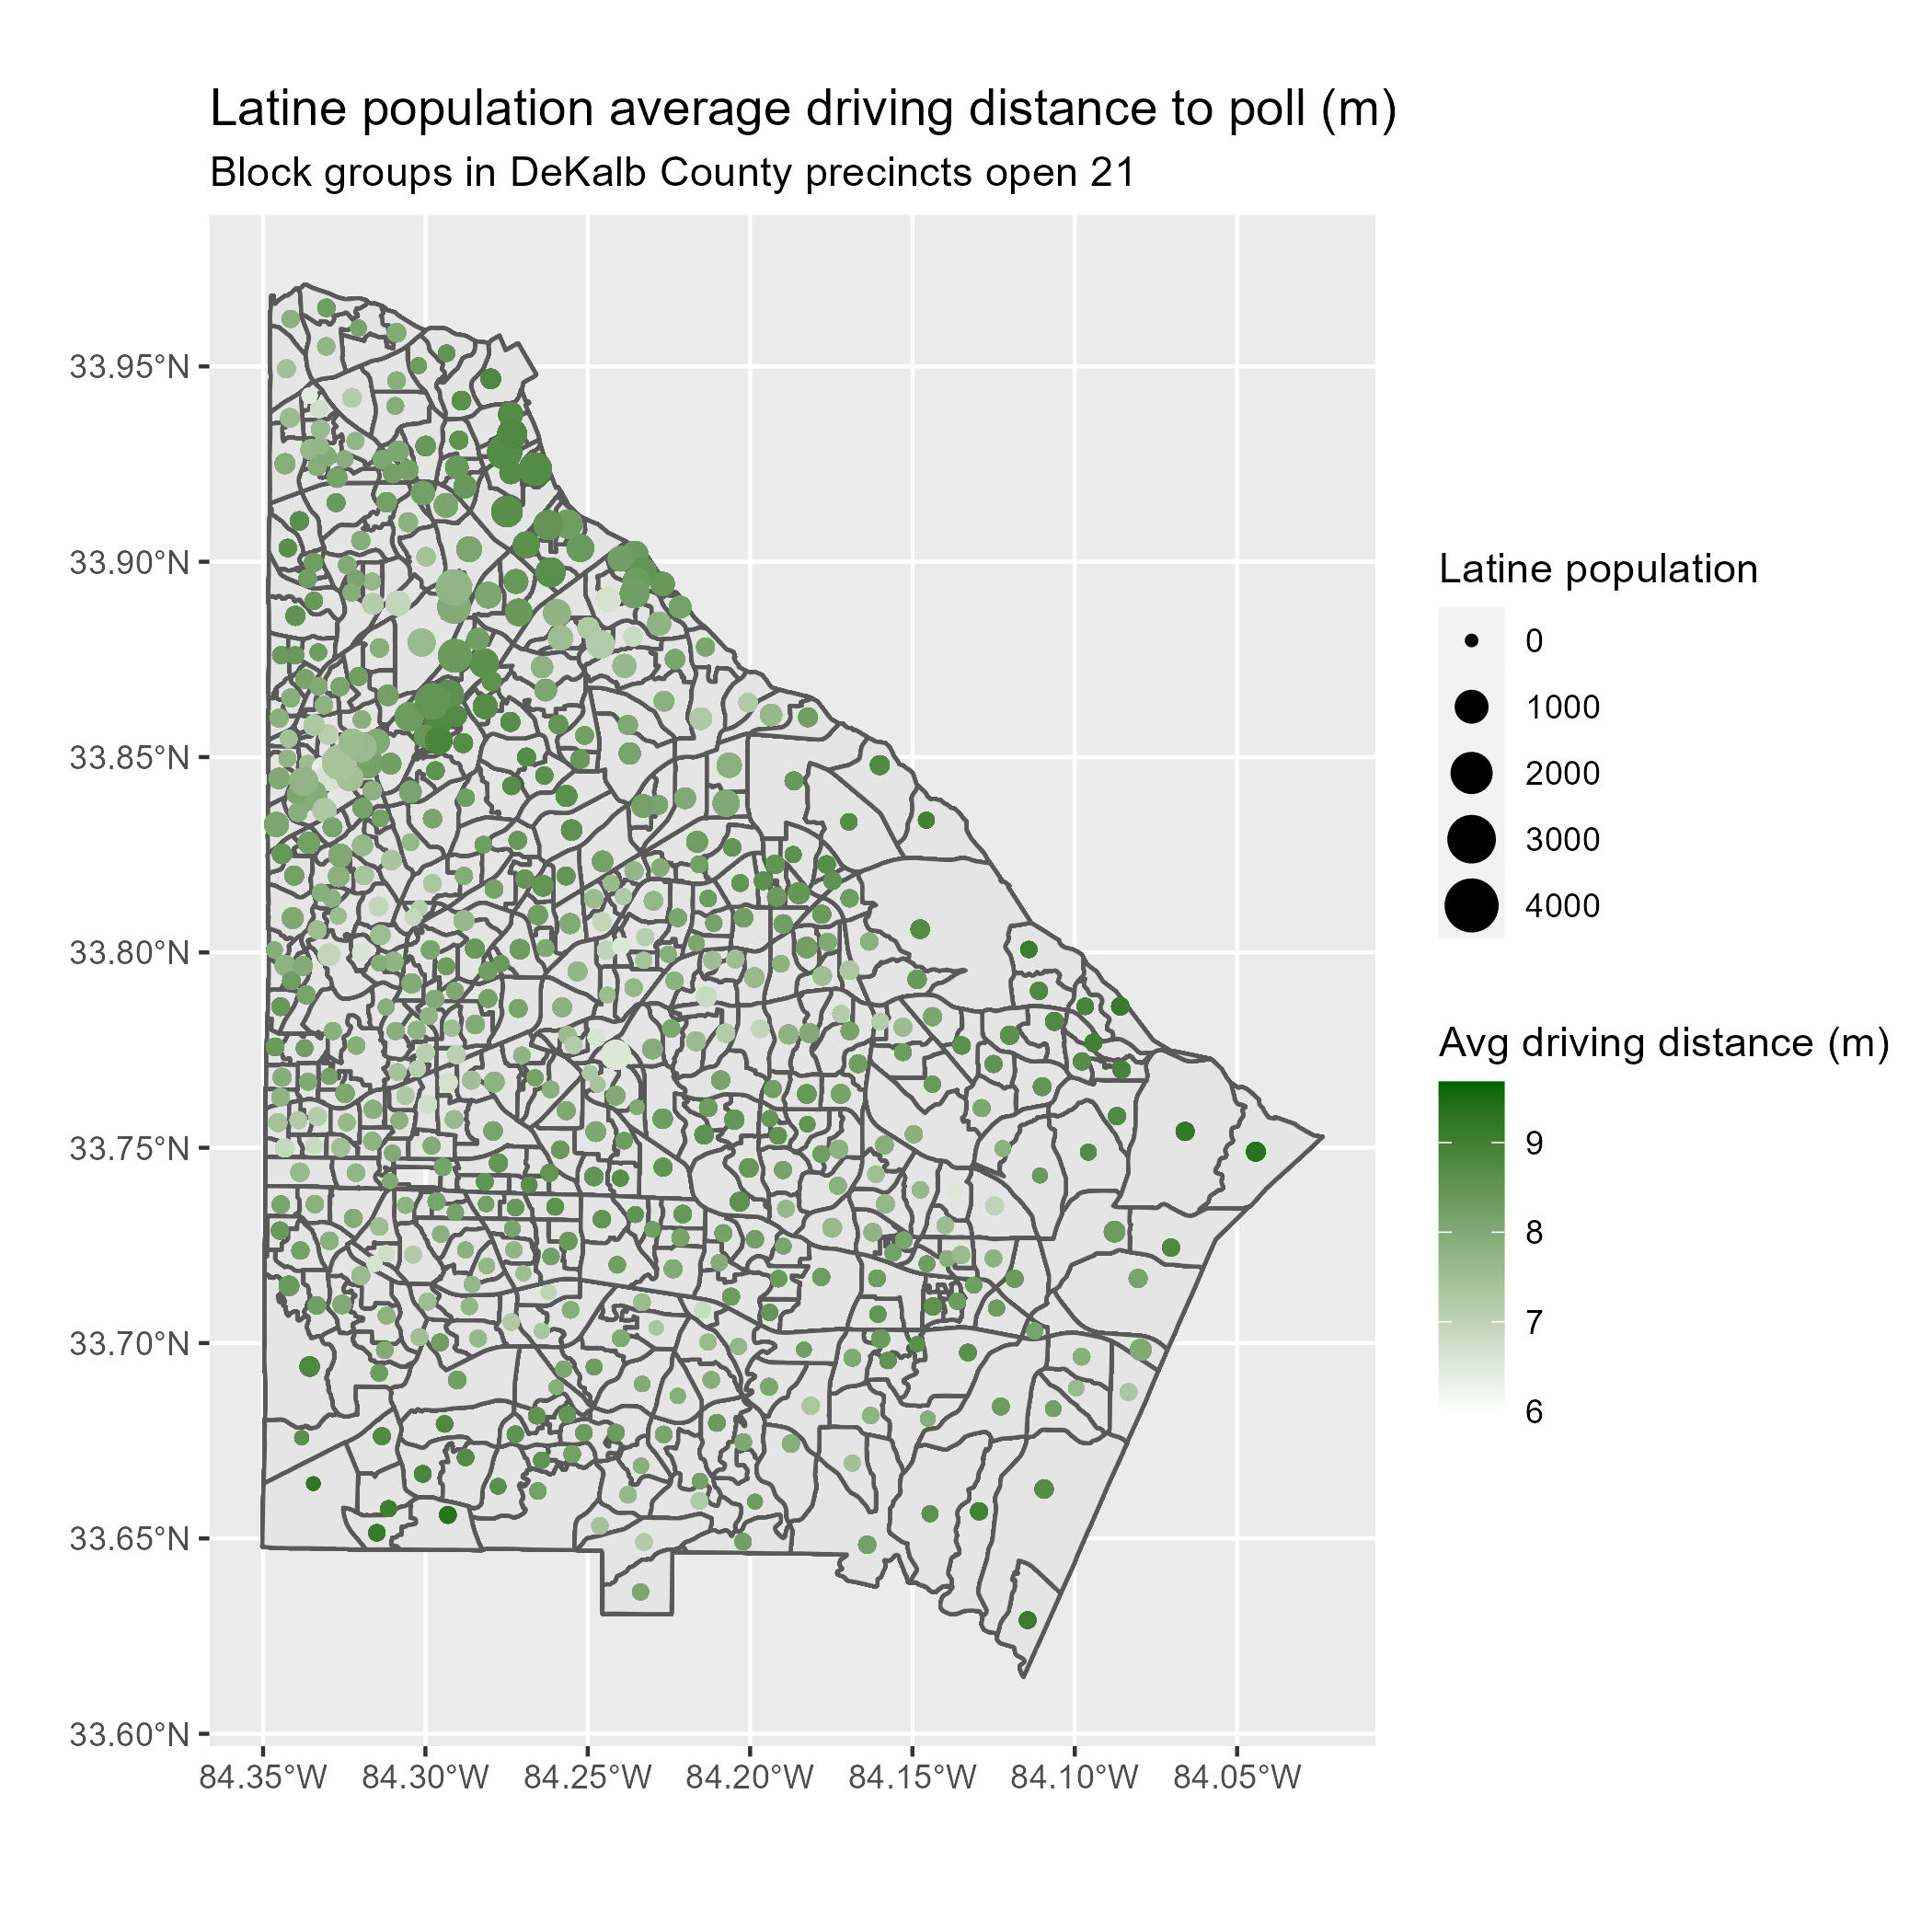 Latine population average driving distance to poll (m)
Block groups in DeKalb County precincts open 21
33.95°N
33.90°N
33.85°N
33.80°N
33.75°N
33.70°N
33.65°N
33.60°N
84.35°W 84.30°W 84.25°W 84.20°W 84.15°W 84.10°W 84.05°W
Latine population
0
1000
2000
3000
4000
Avg driving distance (m)
9
8
7
6